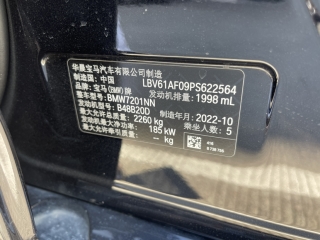 华晨宝马汽车有限公司制造
制造国: 中国 LBV61AF09PS622564
品牌: 宝马(BMW)牌 发动机排量: 1998 mL
整车型号: BMW7201NN
发动机型号: B48B20D 制造年月: 2022-10
最大允许总质量: 2260 kg 乘坐人数: 5
发动机最大净功率: 185 kW
最大允许牵引质量: — kg